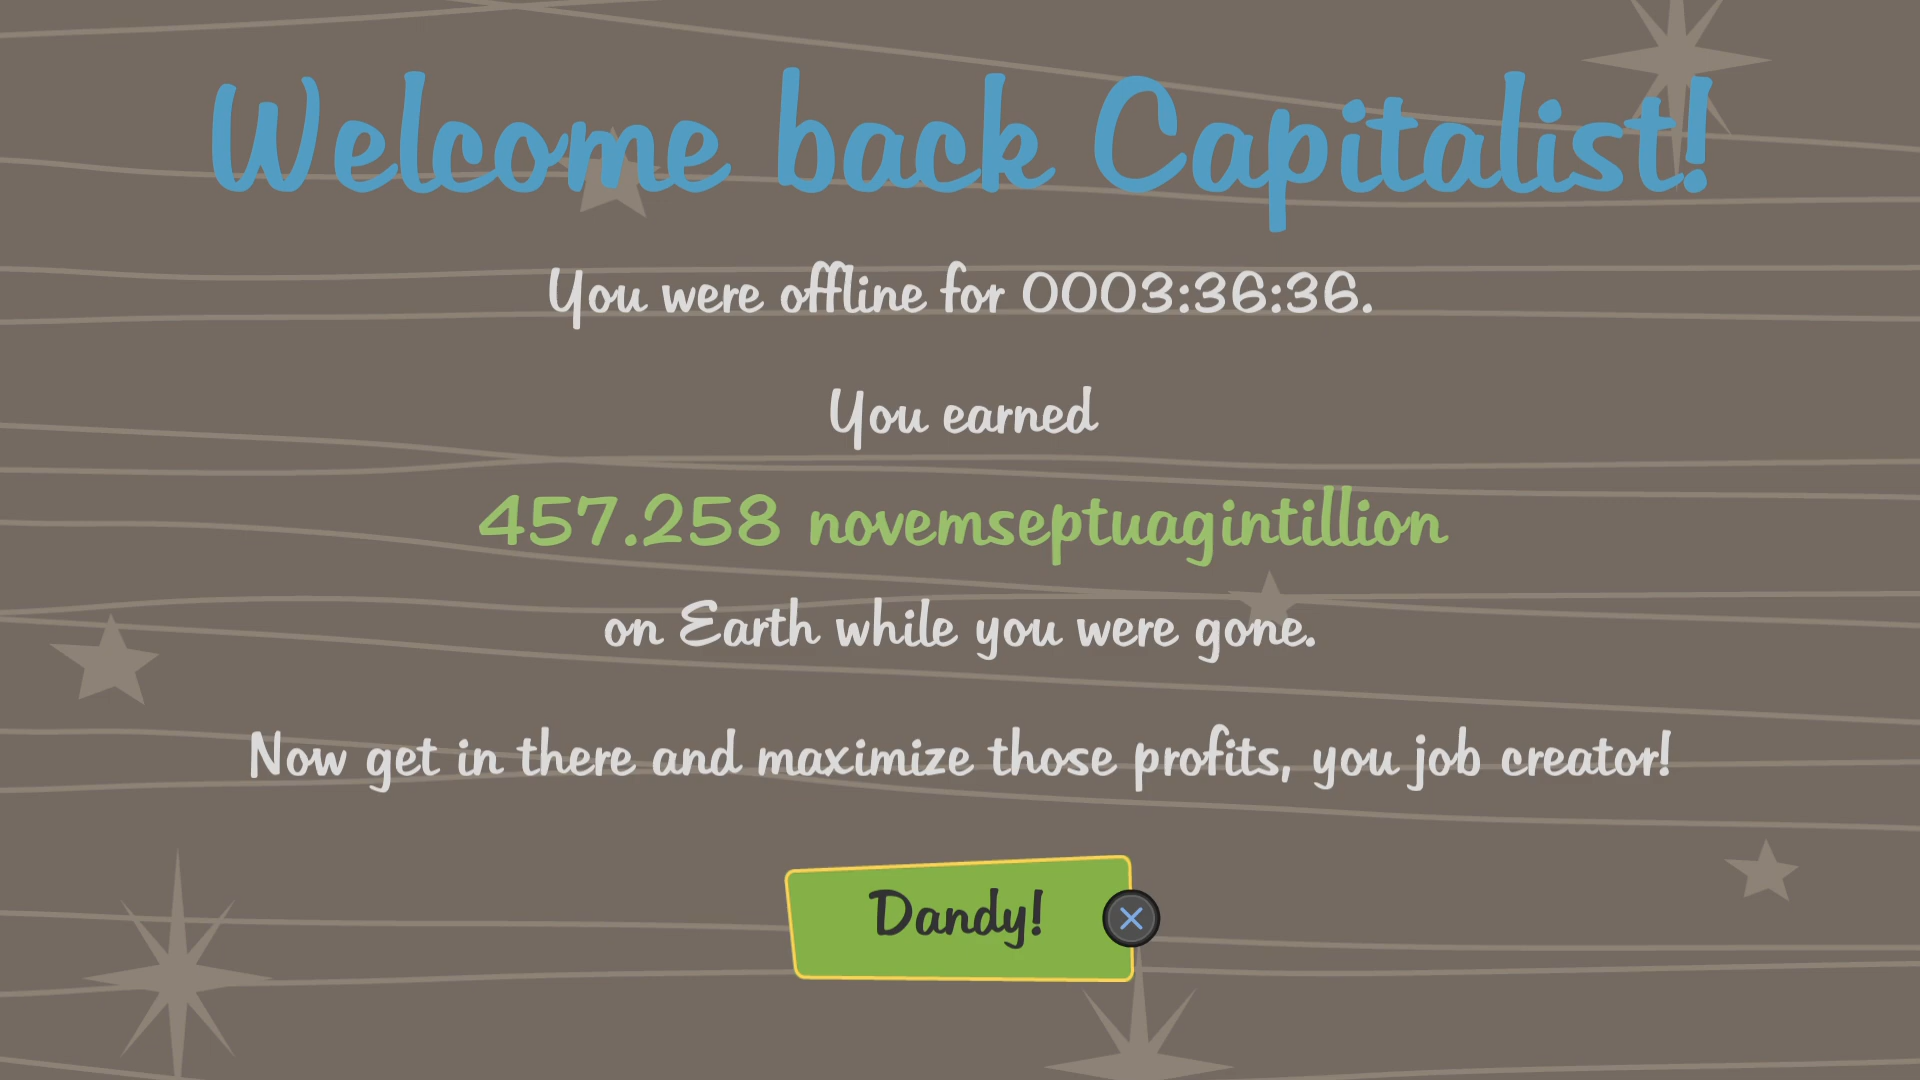 Welcome back Capitalist!
You were offline for 0003:36:36.
You earned
457.258 novemseptuagintillion
on Earth while you were gone.
Now get in there and maximize those profits, you job creator!
Dandy!